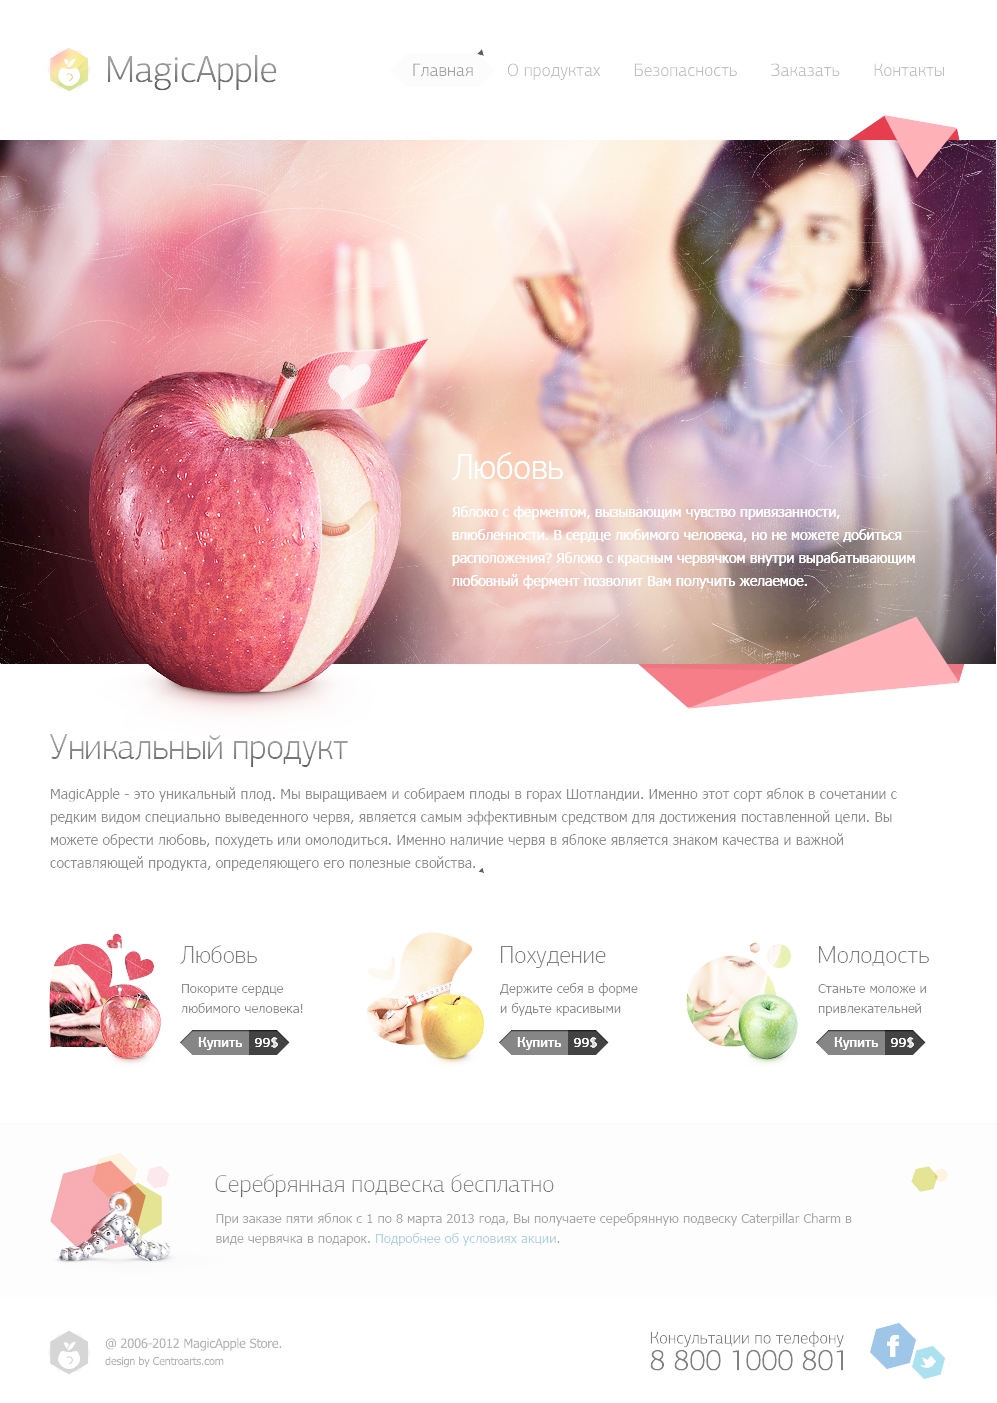 MagicApple
Главная О продуктах Безопасность Заказать Контакты
Любовь
Яблоко с ферментом, вызывающим чувство привязанности,
влюбленности. В сердце любимого человека, но не можете добиться
расположения? Яблоко с красным червячком внутри вырабатывающим
любовный фермент позволит Вам получить желаемое.
Уникальный продукт
MagicApple - это уникальный плод. Мы выращиваем и собираем плоды в горах Шотландии. Именно этот сорт яблок в сочетании с
редким видом специально выведенного червя, является самым эффективным средством для достижения поставленной цели. Вы
можете обрести любовь, похудеть или омолодиться. Именно наличие червя в яблоке является знаком качества и важной
составляющей продукта, определяющего его полезные свойства.
Любовь
Покорите сердце
любимого человека!
Купить 99$
Похудение
Держите себя в форме
и будьте красивыми
Купить 99$
Молодость
Станьте моложе и
привлекательней
Купить 99$
Серебрянная подвеска бесплатно
При заказе пяти яблок с 1 по 8 марта 2013 года, Вы получаете серебрянную подвеску Caterpillar Charm в
виде червячка в подарок. Подробнее об условиях акции.
@ 2006-2012 MagicApple Store.
design by Centroarts.com
Консультации по телефону
8 800 1000 801